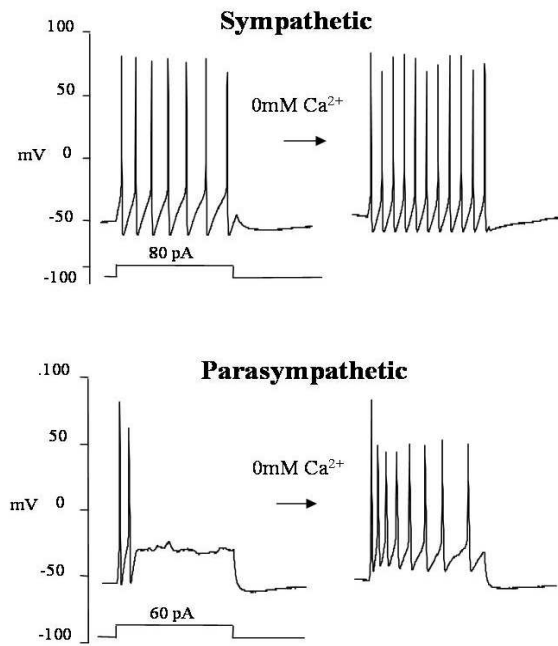 Sympathetic
100
50
0mM Ca²⁺
mV
0
-50
80 pA
-100
Parasympathetic
.100
50
0mM Ca²⁺
mV
0
-50
60 pA
-100